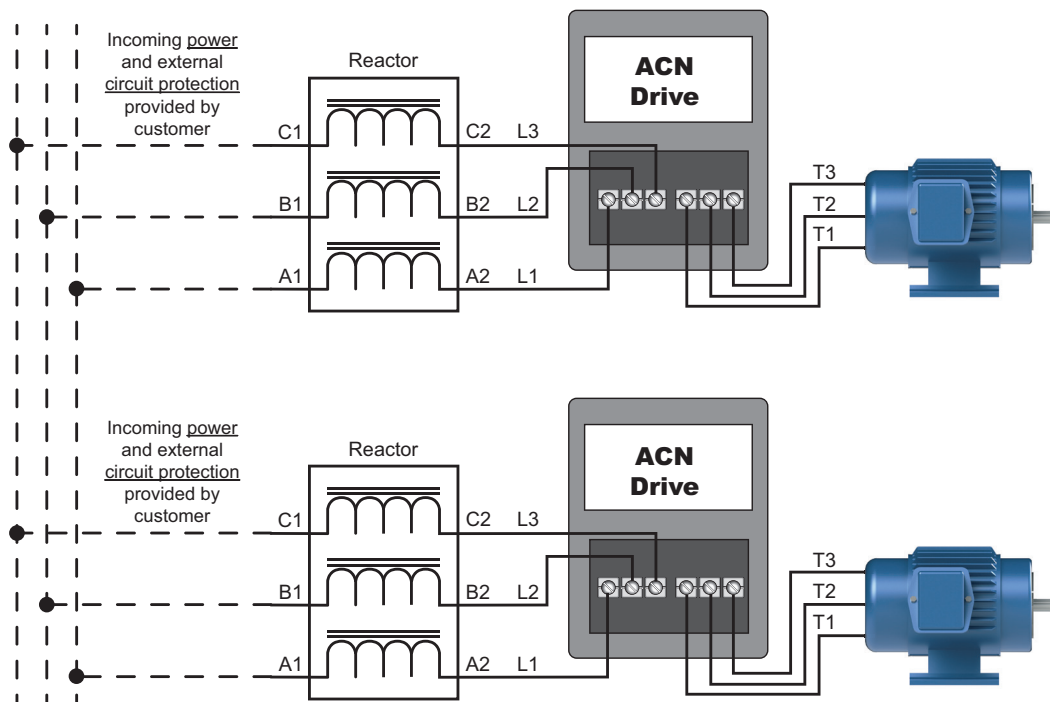 Incoming power
and external
circuit protection
provided by
customer
Reactor
ACN
Drive
C1
C2
L3
B1
B2
L2
A1
A2
L1
T3
T2
T1
Incoming power
and external
circuit protection
provided by
customer
Reactor
ACN
Drive
C1
C2
L3
B1
B2
L2
A1
A2
L1
T3
T2
T1